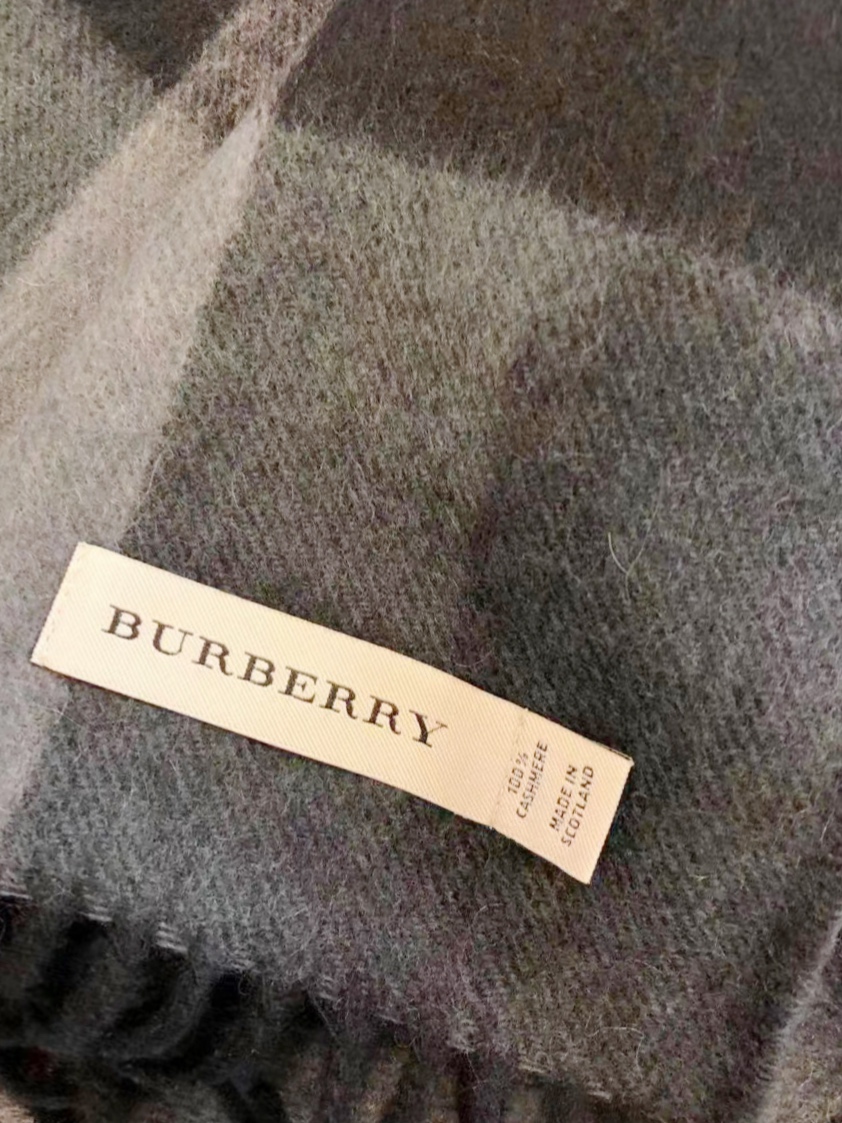 BURBERRY
100%
CASHMERE
MADE IN
SCOTLAND